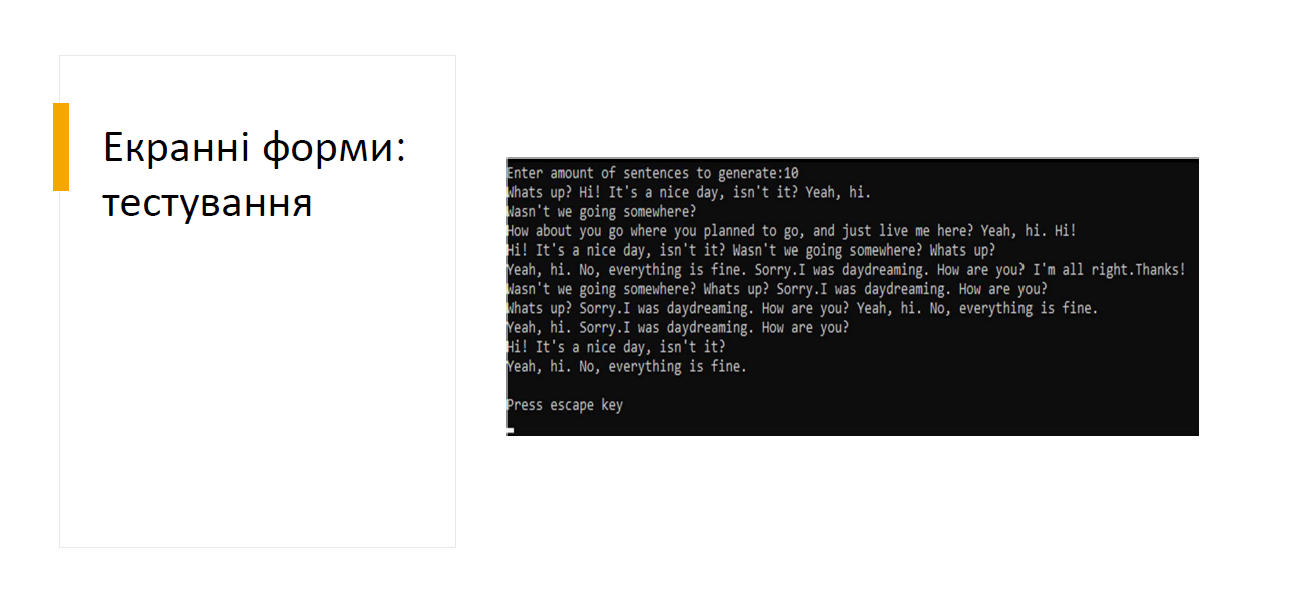 Екранні форми:
тестування
Enter amount of sentences to generate:10
Whats up? Hi! It's a nice day, isn't it? Yeah, hi.
Wasn't we going somewhere?
How about you go where you planned to go, and just live me here? Yeah, hi. Hi!
Hi! It's a nice day, isn't it? Wasn't we going somewhere? Whats up?
Yeah, hi. No, everything is fine. Sorry.I was daydreaming. How are you? I'm all right.Thanks!
Wasn't we going somewhere? Whats up? Sorry.I was daydreaming. How are you?
Whats up? Sorry.I was daydreaming. How are you? Yeah, hi. No, everything is fine.
Yeah, hi. Sorry.I was daydreaming. How are you?
Hi! It's a nice day, isn't it?
Yeah, hi. No, everything is fine.
Press escape key